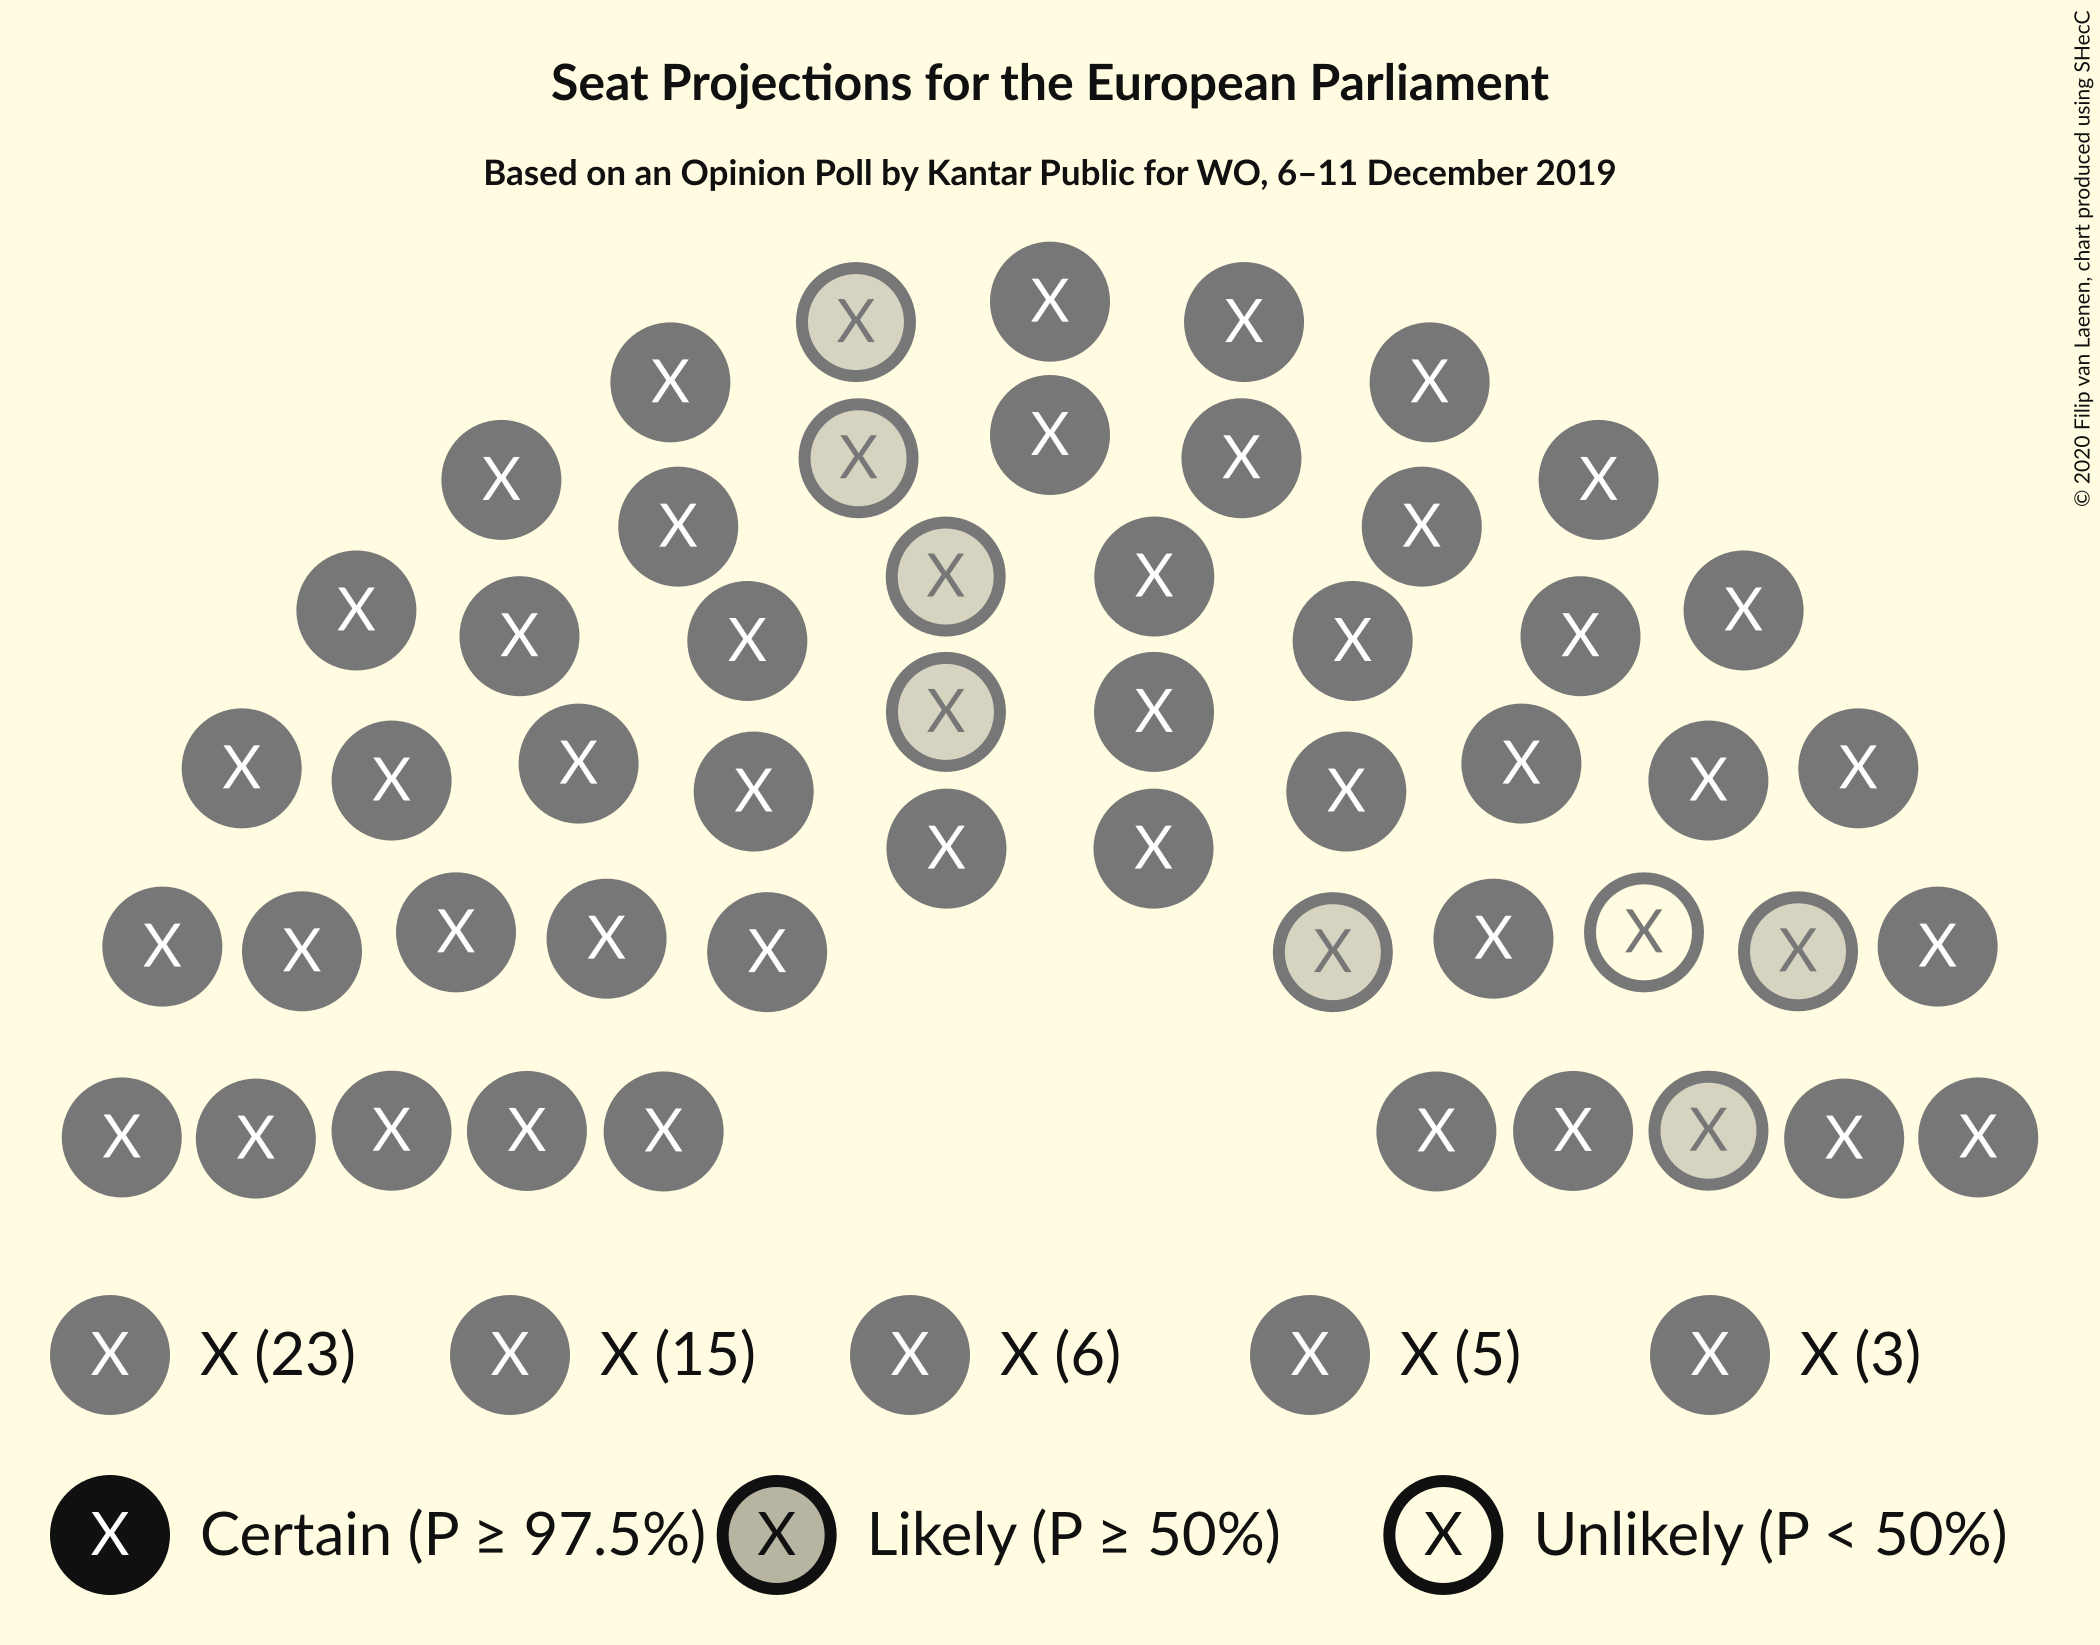 Seat Projections for the European Parliament
Based on an Opinion Poll by Kantar Public for WO, 6–11 December 2019
© 2020 Filip van Laenen, chart produced using SHecC
X
X X
X X
X
X X
X X
X X
X X
X X
X X X X
X X
X X X X X X X X
X X
X X X X X X X X X X
X X X X X X X X X X
X X (23) X X (15) X X (6) X X (5) X X (3)
X Certain (P ≥ 97.5%) X Likely (P ≥ 50%) X Unlikely (P < 50%)